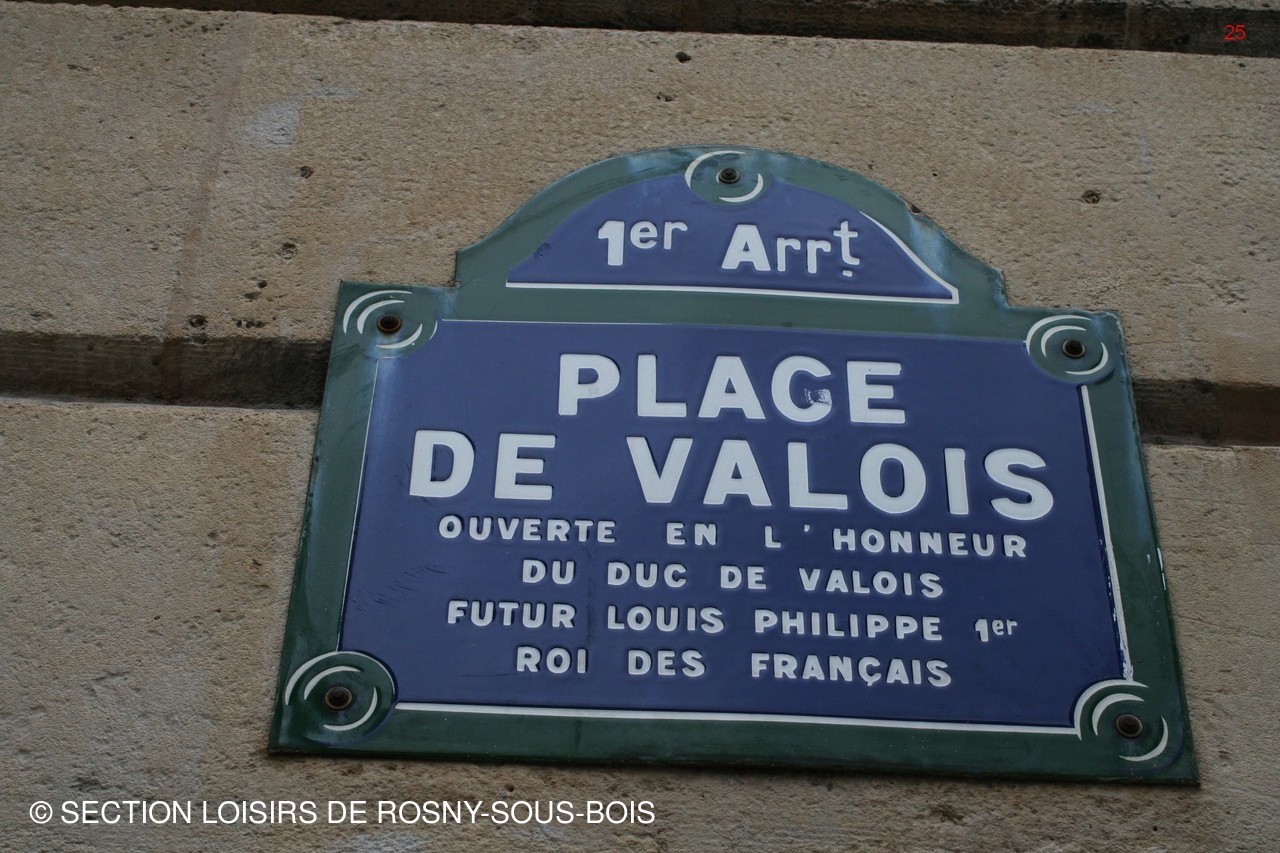 25
1er Arrt.
PLACE
DE VALOIS
OUVERTE EN L'HONNEUR
DU DUC DE VALOIS
FUTUR LOUIS PHILIPPE 1er
ROI DES FRANÇAIS
© SECTION LOISIRS DE ROSNY-SOUS-BOIS